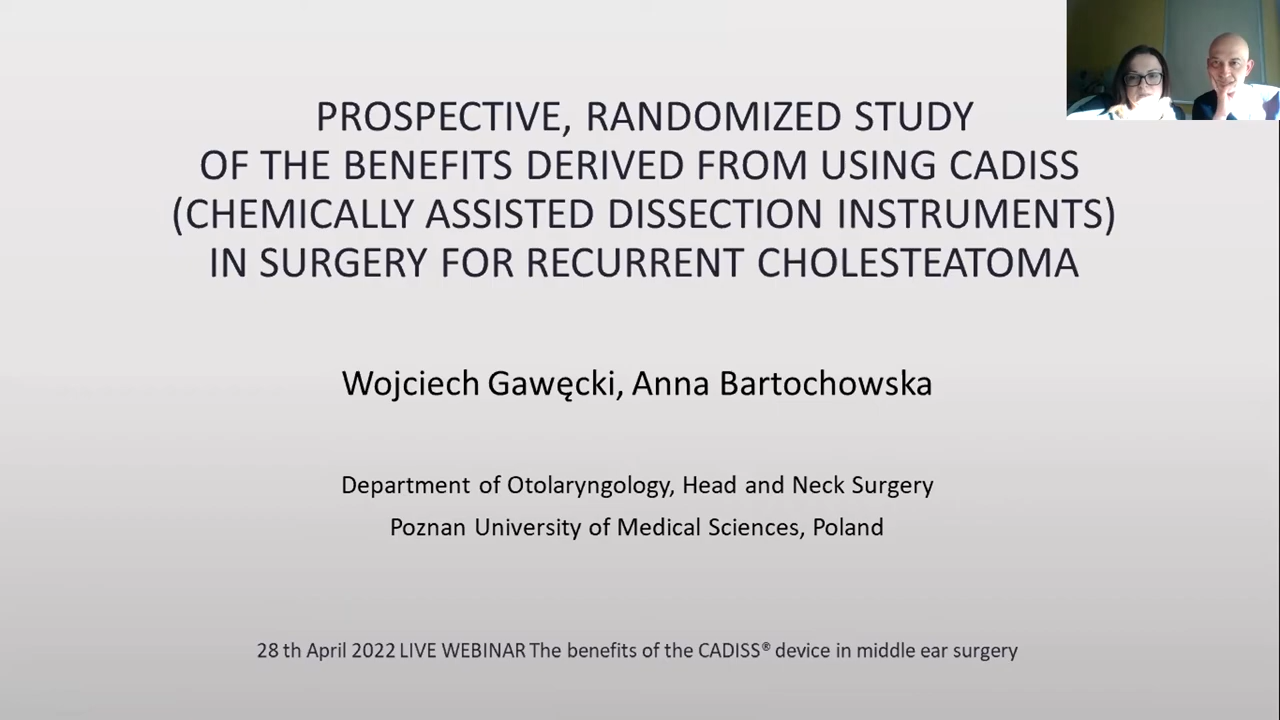 PROSPECTIVE, RANDOMIZED STUDY
OF THE BENEFITS DERIVED FROM USING CADISS
(CHEMICALLY ASSISTED DISSECTION INSTRUMENTS)
IN SURGERY FOR RECURRENT CHOLESTEATOMA
Wojciech Gawęcki, Anna Bartochowska
Department of Otolaryngology, Head and Neck Surgery
Poznan University of Medical Sciences, Poland
28 th April 2022 LIVE WEBINAR The benefits of the CADISS® device in middle ear surgery